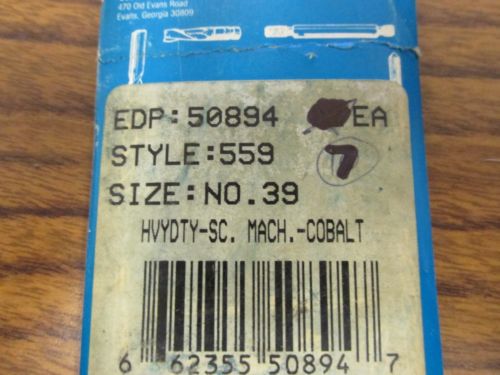 470 Old Evans Road
Evans, Georgia 30809
EDP:50894 EA
STYLE:559 7
SIZE:NO.39
HVYDTY-SC. MACH.-COBALT
6 62355 50894 7